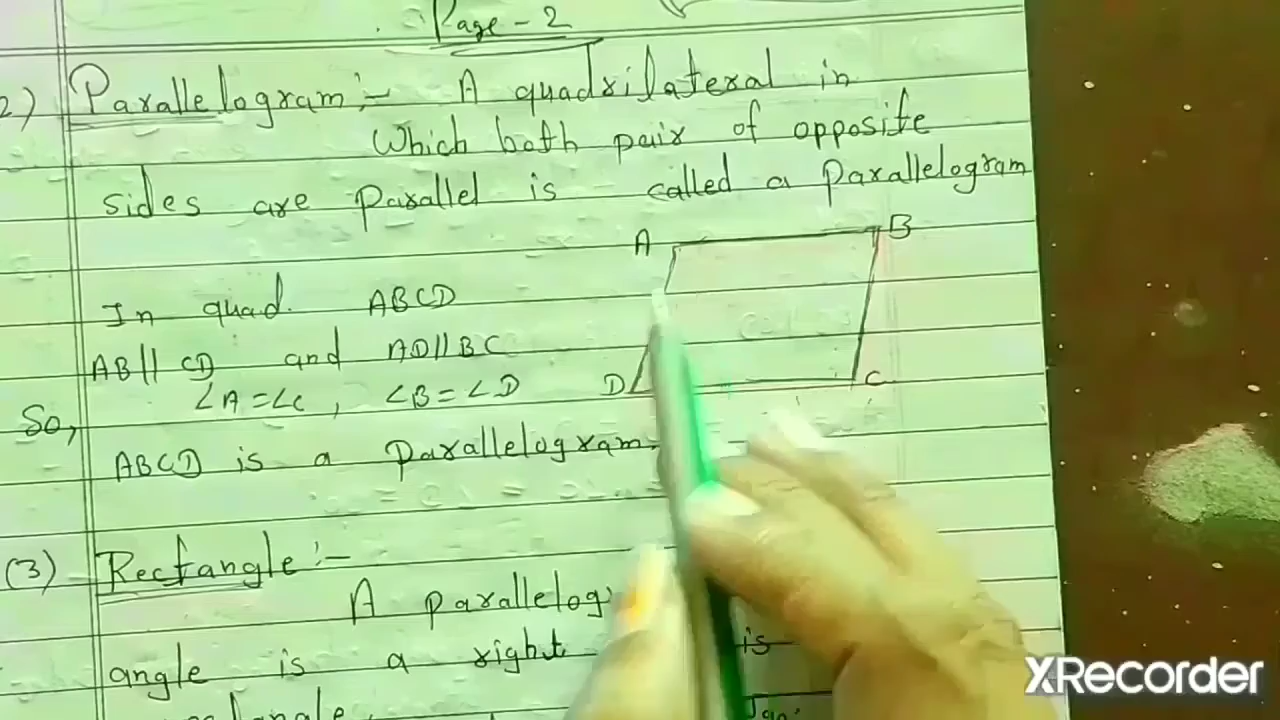 Page - 2
2) Parallelogram :- A quadrilateral in
Which both pair of opposite
sides are parallel is called a parallelogram
A B
In quad. ABCD
AB || CD and AD || BC
D C
∠A = ∠C , ∠B = ∠D
So,
ABCD is a parallelogram.
(3) Rectangle :-
A
angle is a right is
XRecorder